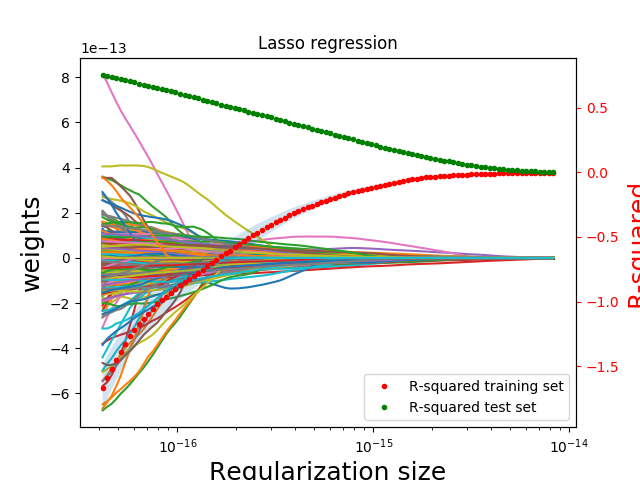 Lasso regression
1e−13
8
6
4
2
0
−2
−4
−6
weights
0.5
0.0
−0.5
−1.0
−1.5
R-squared
R-squared training set
R-squared test set
10−16
10−15
10−14
Regularization size